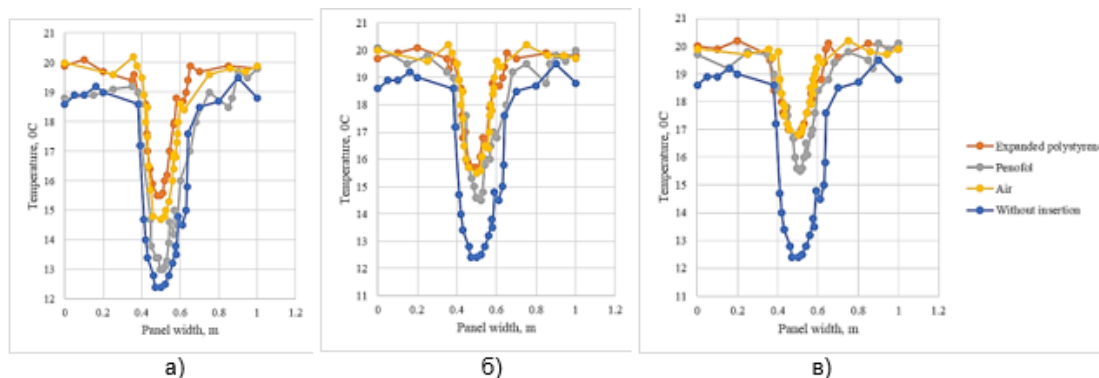 Temperature, 0C
21
20
19
18
17
16
15
14
13
12
0 0.2 0.4 0.6 0.8 1 1.2
Panel width, m
а)
Temperature, 0C
21
20
19
18
17
16
15
14
13
12
11
0 0.2 0.4 0.6 0.8 1 1.2
Panel width, m
б)
Temperature, 0C
21
20
19
18
17
16
15
14
13
12
11
0 0.2 0.4 0.6 0.8 1 1.2
Panel width, m
в)
Expanded polystyrene
Penofol
Air
Without insertion